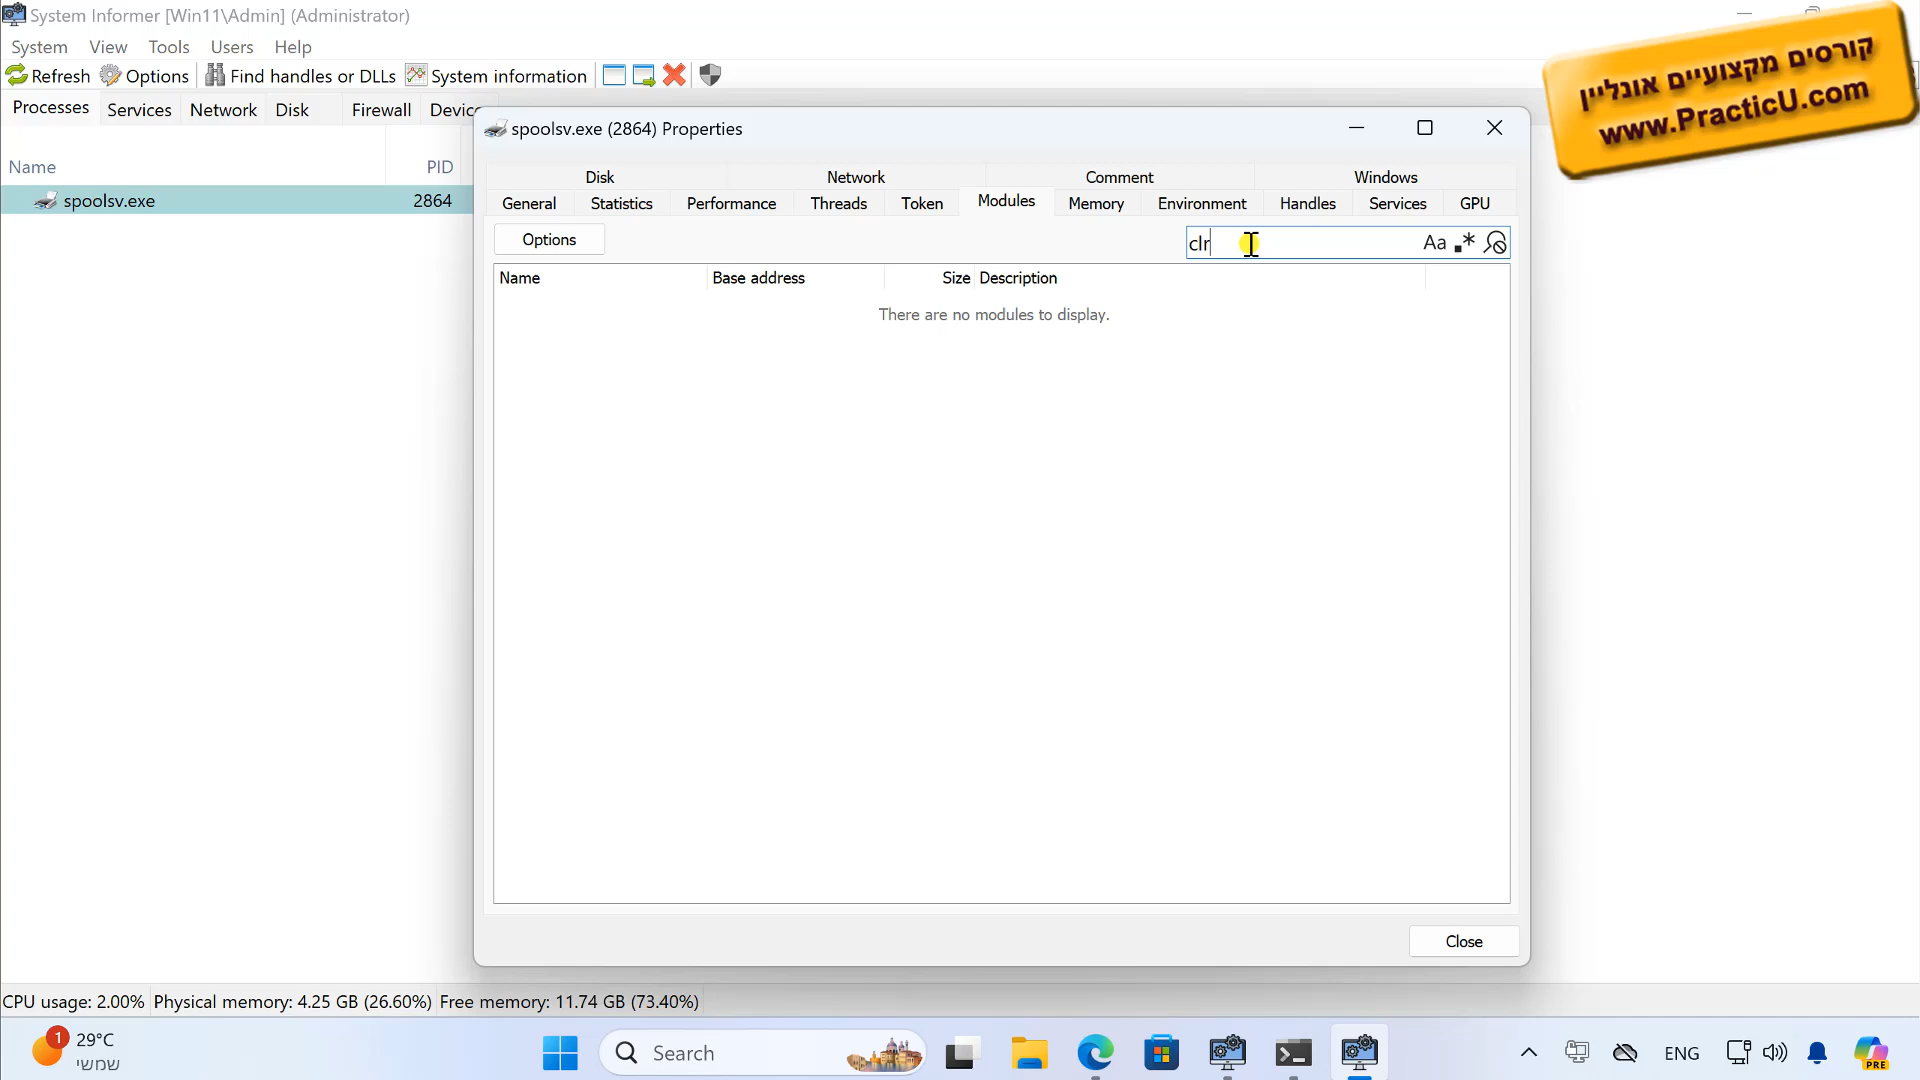 System Informer [Win11\Admin] (Administrator)
System View Tools Users Help
Refresh Options Find handles or DLLs System information
Processes Services Network Disk Firewall Device
קורסים מקצועיים אונליין
www.PracticU.com
spoolsv.exe (2864) Properties
Name PID
spoolsv.exe 2864
Disk Network Comment Windows
General Statistics Performance Threads Token Modules Memory Environment Handles Services GPU
Options
clr Aa .*
Name Base address Size Description
There are no modules to display.
Close
CPU usage: 2.00% Physical memory: 4.25 GB (26.60%) Free memory: 11.74 GB (73.40%)
1
29°C
שמשי
Search
ENG
PRE